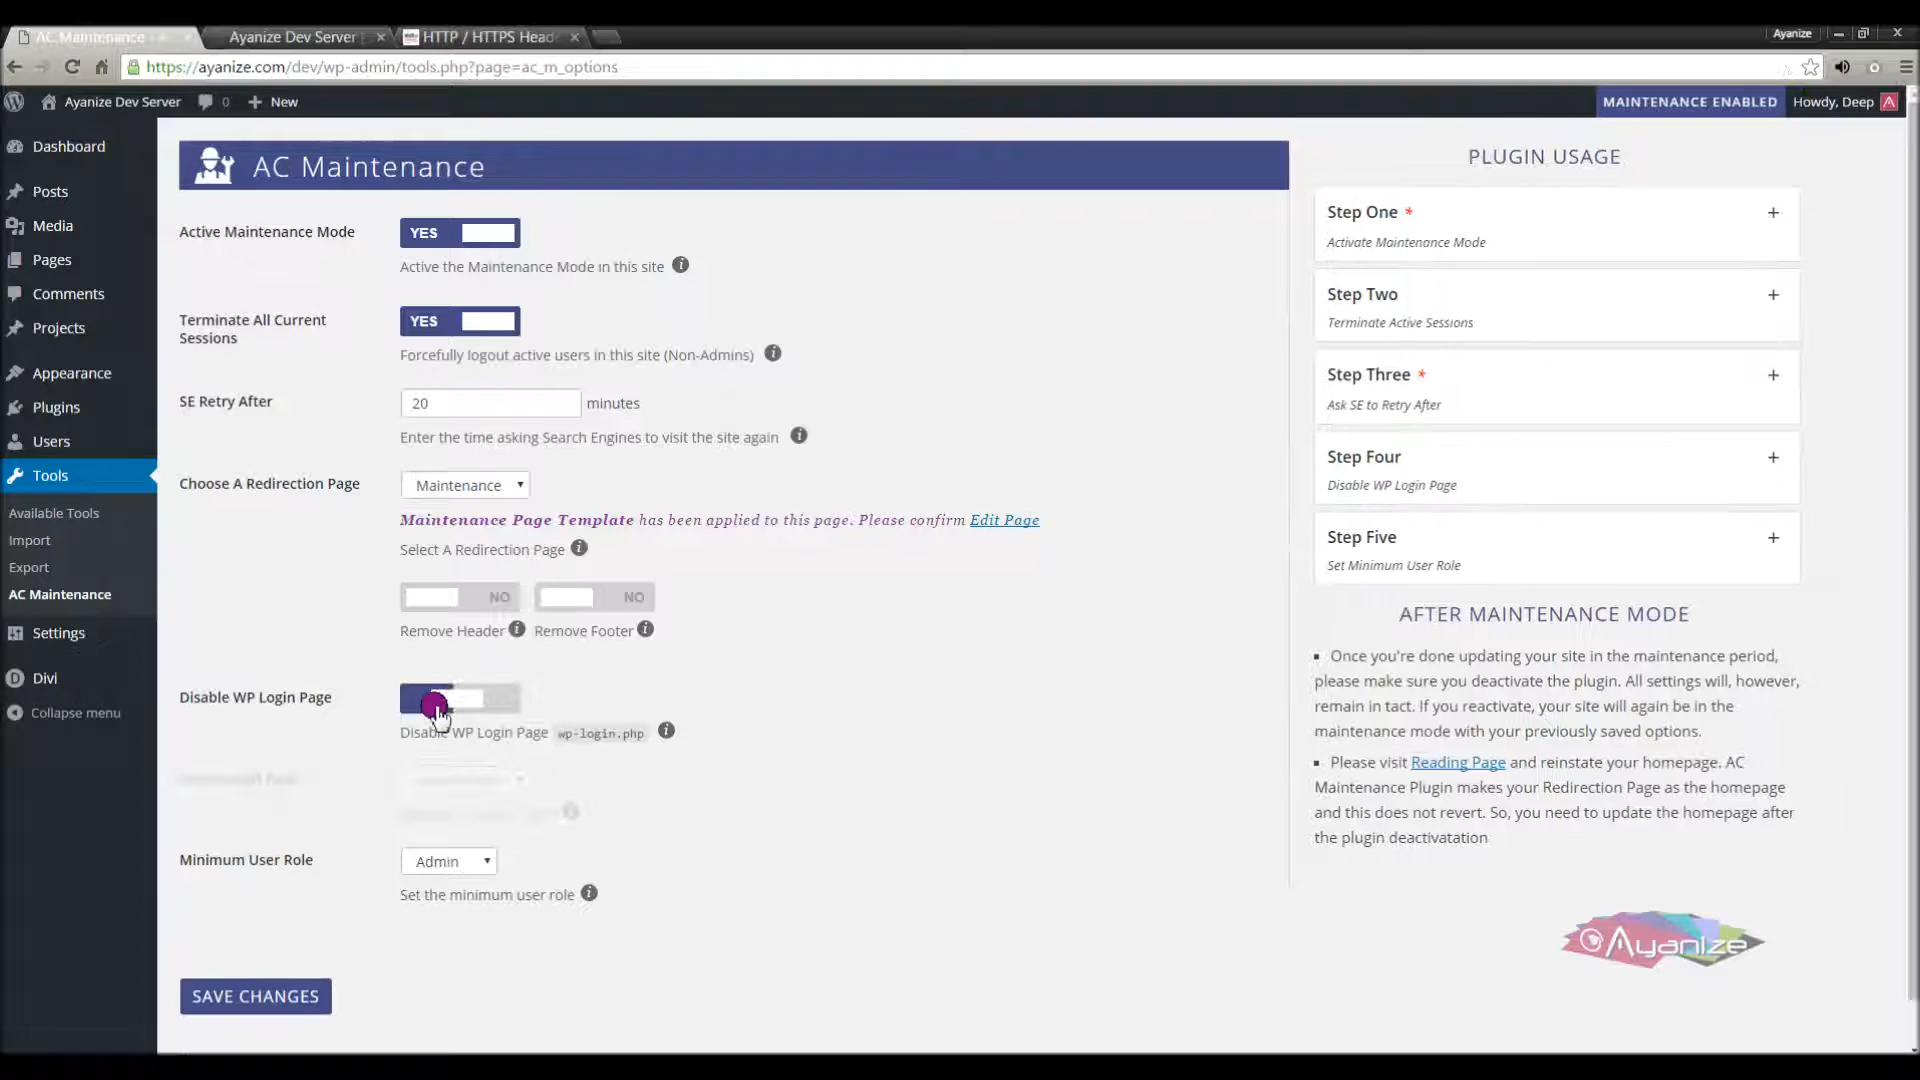 AC Maintenance
Ayanize Dev Server
HTTP / HTTPS Head
Ayanize
https://ayanize.com/dev/wp-admin/tools.php?page=ac_m_options
Ayanize Dev Server
0
New
MAINTENANCE ENABLED
Howdy, Deep
Dashboard
Posts
Media
Pages
Comments
Projects
Appearance
Plugins
Users
Tools
Available Tools
Import
Export
AC Maintenance
Settings
Divi
Collapse menu
AC Maintenance
Active Maintenance Mode
YES
Active the Maintenance Mode in this site
Terminate All Current
Sessions
YES
Forcefully logout active users in this site (Non-Admins)
SE Retry After
20
minutes
Enter the time asking Search Engines to visit the site again
Choose A Redirection Page
Maintenance
Maintenance Page Template has been applied to this page. Please confirm Edit Page
Select A Redirection Page
NO
NO
Remove Header
Remove Footer
Disable WP Login Page
Disable WP Login Page wp-login.php
Minimum User Role
Admin
Set the minimum user role
SAVE CHANGES
PLUGIN USAGE
Step One *
Activate Maintenance Mode
Step Two
Terminate Active Sessions
Step Three *
Ask SE to Retry After
Step Four
Disable WP Login Page
Step Five
Set Minimum User Role
AFTER MAINTENANCE MODE
Once you're done updating your site in the maintenance period,
please make sure you deactivate the plugin. All settings will, however,
remain in tact. If you reactivate, your site will again be in the
maintenance mode with your previously saved options.
Please visit Reading Page and reinstate your homepage. AC
Maintenance Plugin makes your Redirection Page as the homepage
and this does not revert. So, you need to update the homepage after
the plugin deactivatation
Ayanize